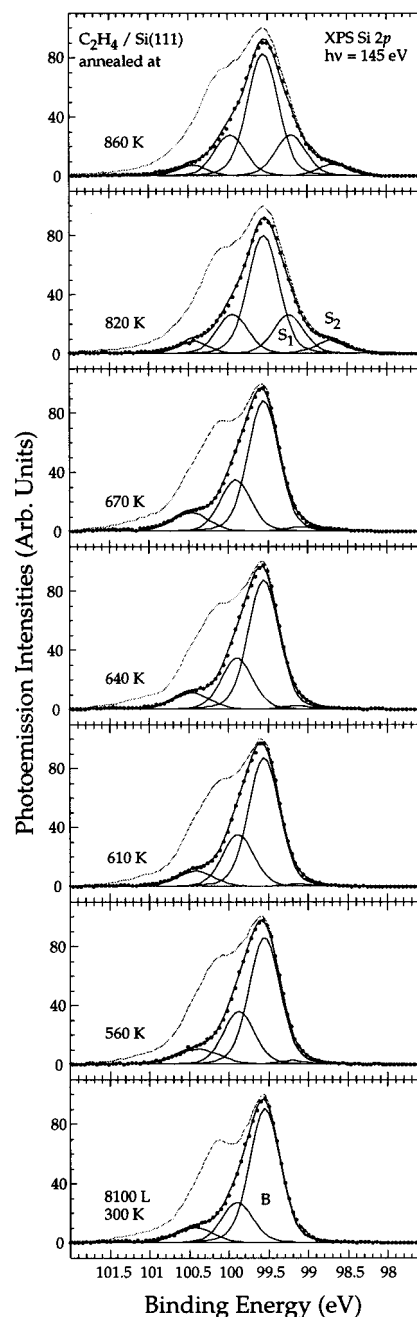 C₂H₄ / Si(111)
annealed at
XPS Si 2p
hν = 145 eV
860 K
80
40
0
820 K
S₁
S₂
80
40
0
670 K
80
40
0
640 K
80
40
0
610 K
80
40
0
560 K
80
40
0
8100 L
300 K
B
80
40
0
101.5 101 100.5 100 99.5 99 98.5 98
Binding Energy (eV)
Photoemission Intensities (Arb. Units)